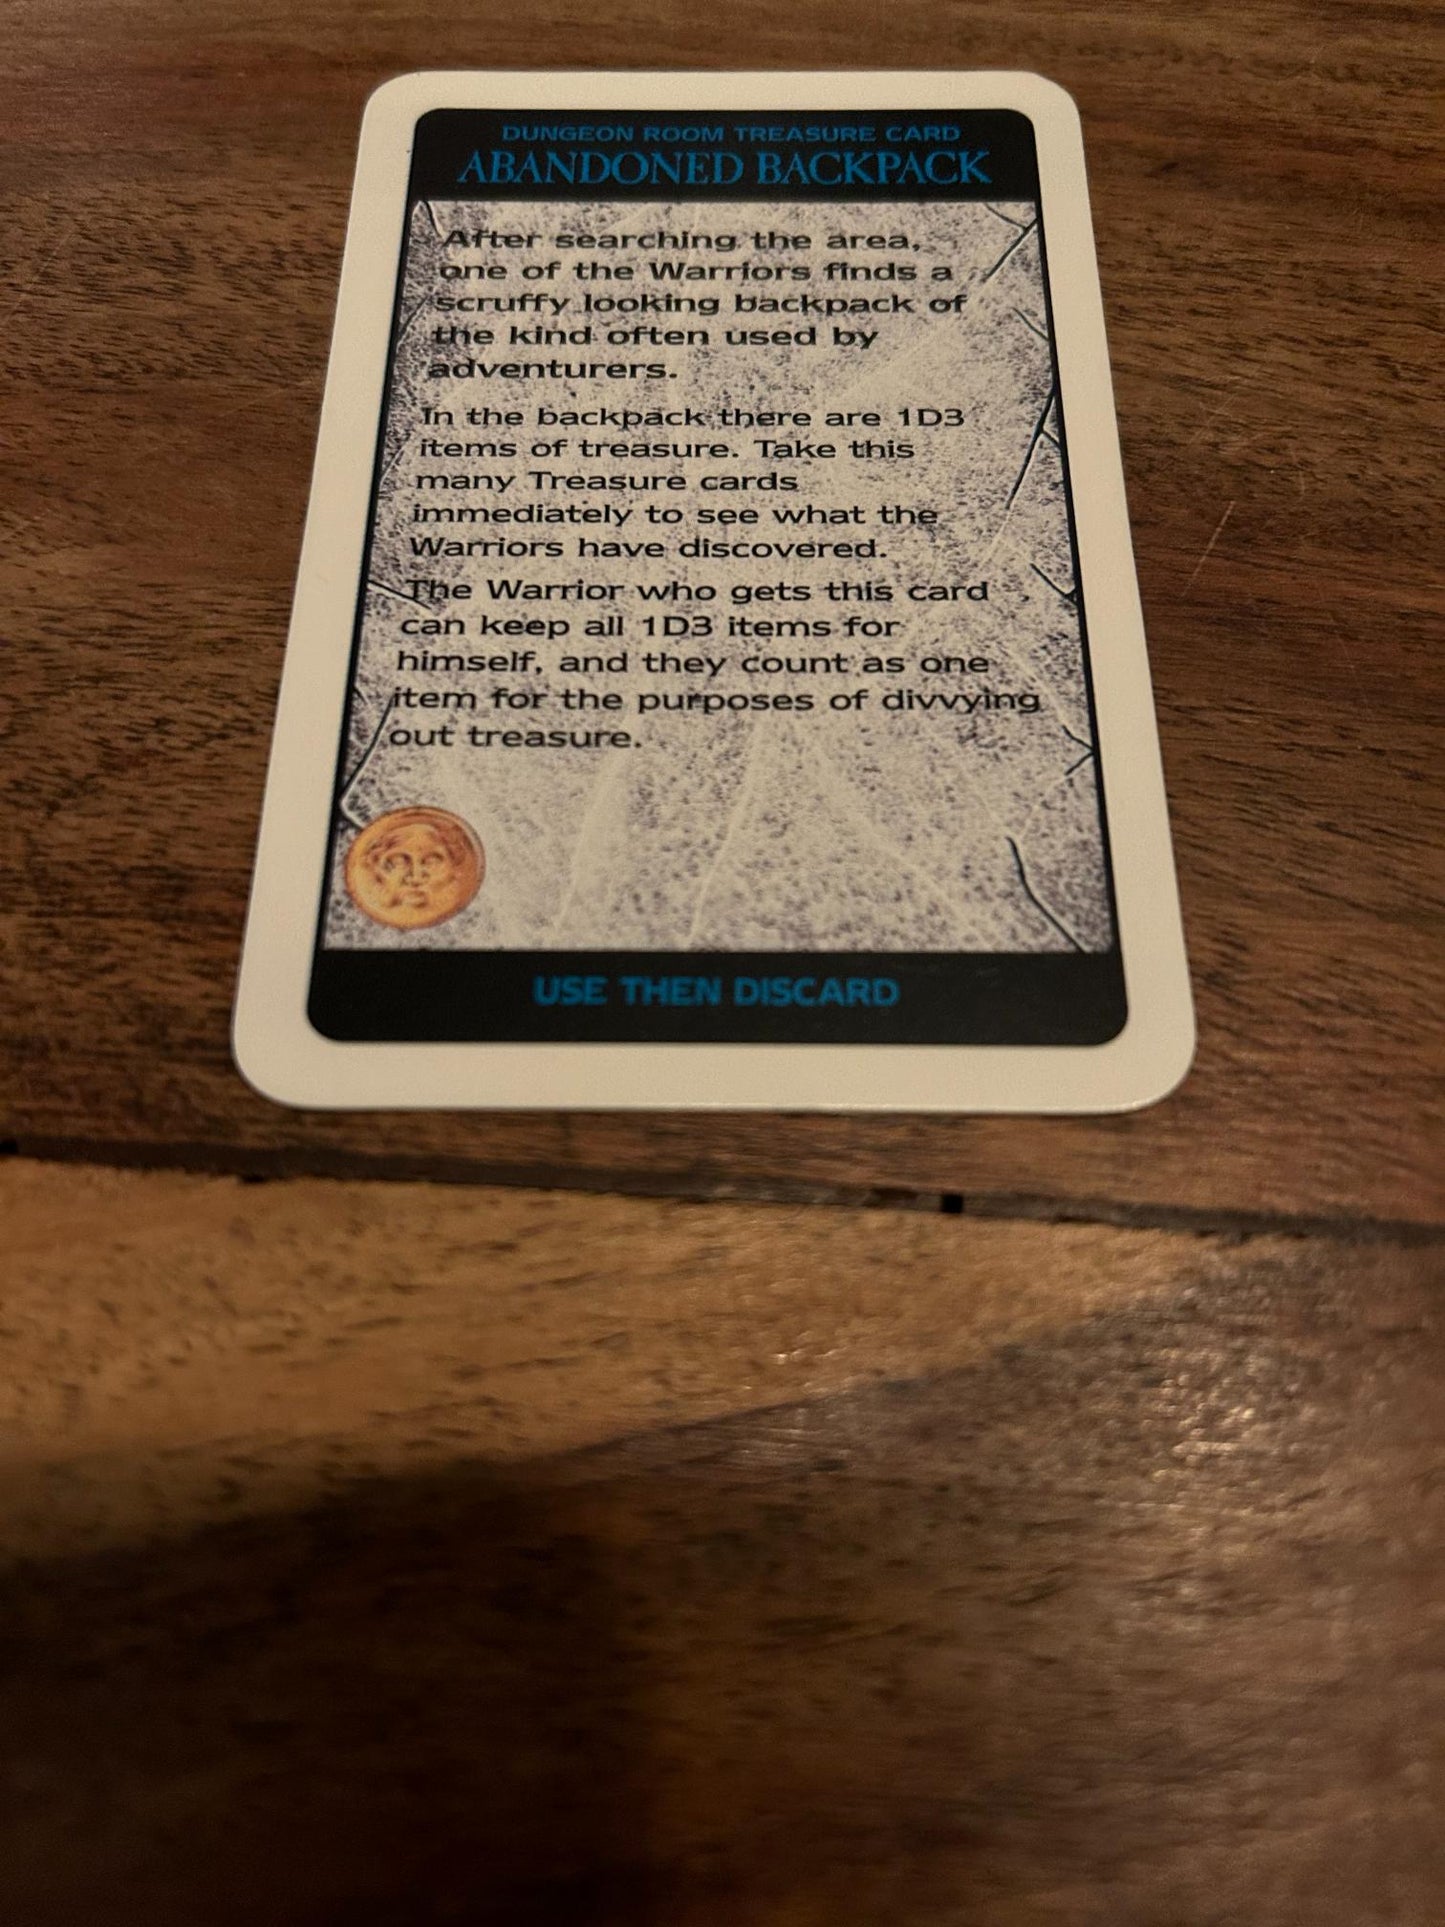 DUNGEON ROOM TREASURE CARD
ABANDONED BACKPACK
After searching the area,
one of the Warriors finds a
scruffy looking backpack of
the kind often used by
adventurers.
In the backpack there are 1D3
items of treasure. Take this
many Treasure cards
immediately to see what the
Warriors have discovered.
The Warrior who gets this card
can keep all 1D3 items for
himself, and they count as one
item for the purposes of divvying
out treasure.
USE THEN DISCARD